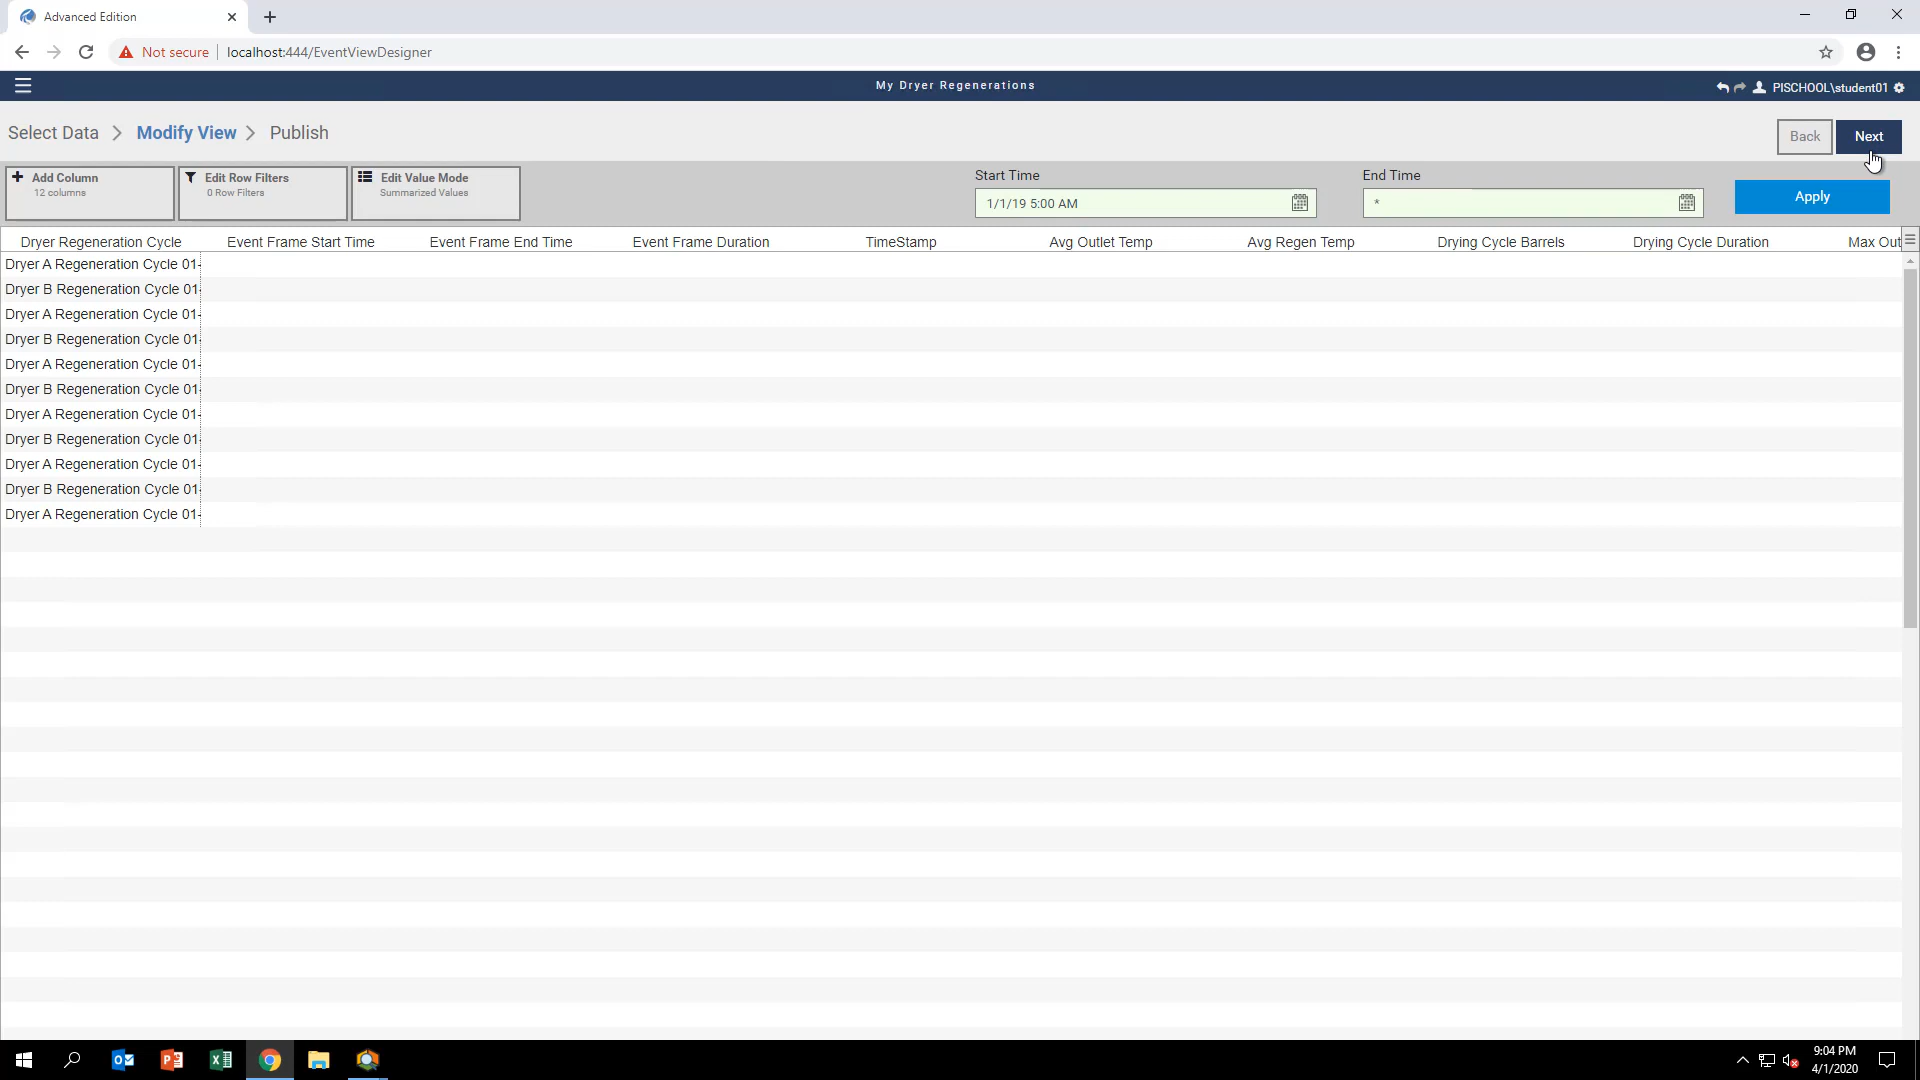 Advanced Edition
Not secure localhost:444/EventViewDesigner
My Dryer Regenerations
PISCHOOL\student01
Select Data > Modify View > Publish
Back Next
Add Column
12 columns
Edit Row Filters
0 Row Filters
Edit Value Mode
Summarized Values
Start Time
1/1/19 5:00 AM
End Time
*
Apply
Dryer Regeneration Cycle Event Frame Start Time Event Frame End Time Event Frame Duration TimeStamp Avg Outlet Temp Avg Regen Temp Drying Cycle Barrels Drying Cycle Duration Max Out
Dryer A Regeneration Cycle 01-
Dryer B Regeneration Cycle 01-
Dryer A Regeneration Cycle 01-
Dryer B Regeneration Cycle 01-
Dryer A Regeneration Cycle 01-
Dryer B Regeneration Cycle 01-
Dryer A Regeneration Cycle 01-
Dryer B Regeneration Cycle 01-
Dryer A Regeneration Cycle 01-
Dryer B Regeneration Cycle 01-
Dryer A Regeneration Cycle 01-
9:04 PM
4/1/2020